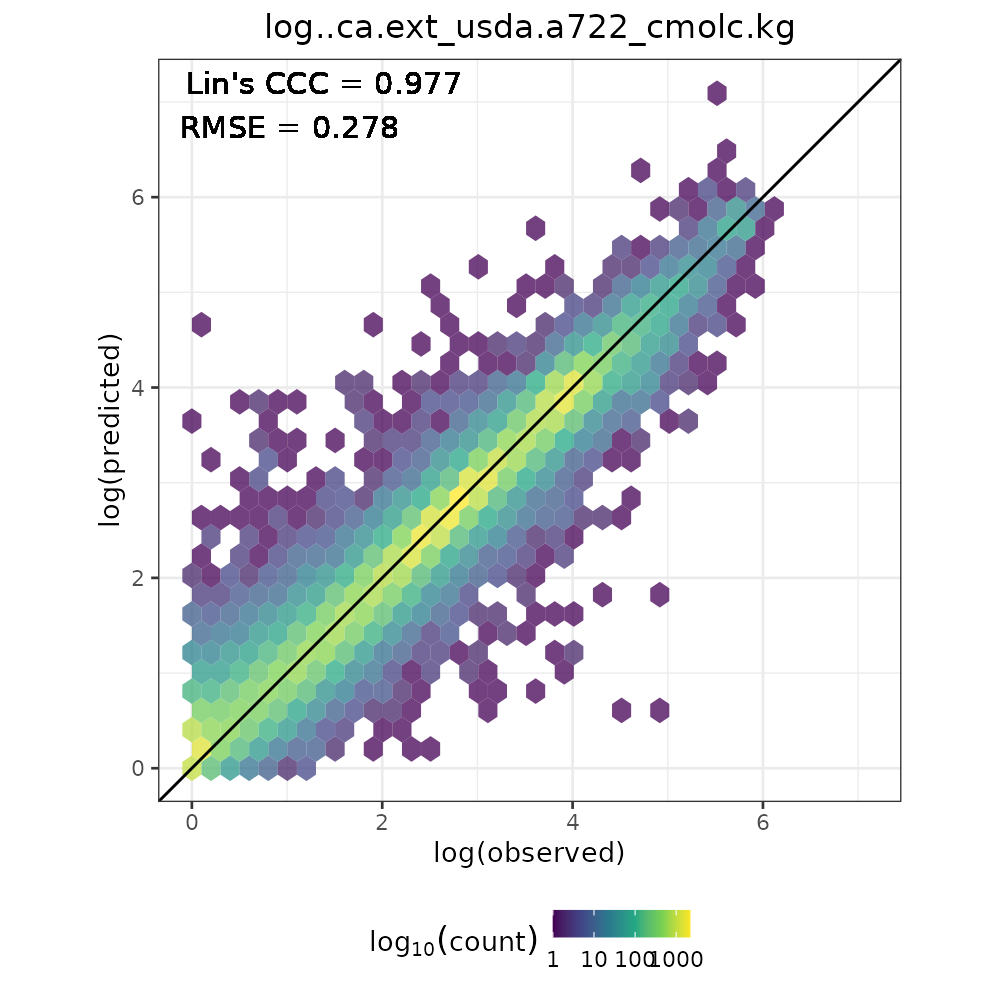 log..ca.ext_usda.a722_cmolc.kg
Lin's CCC = 0.977
RMSE = 0.278
6
4
2
0
log(predicted)
0 2 4 6
log(observed)
log₁₀(count)
1 10 100 1000